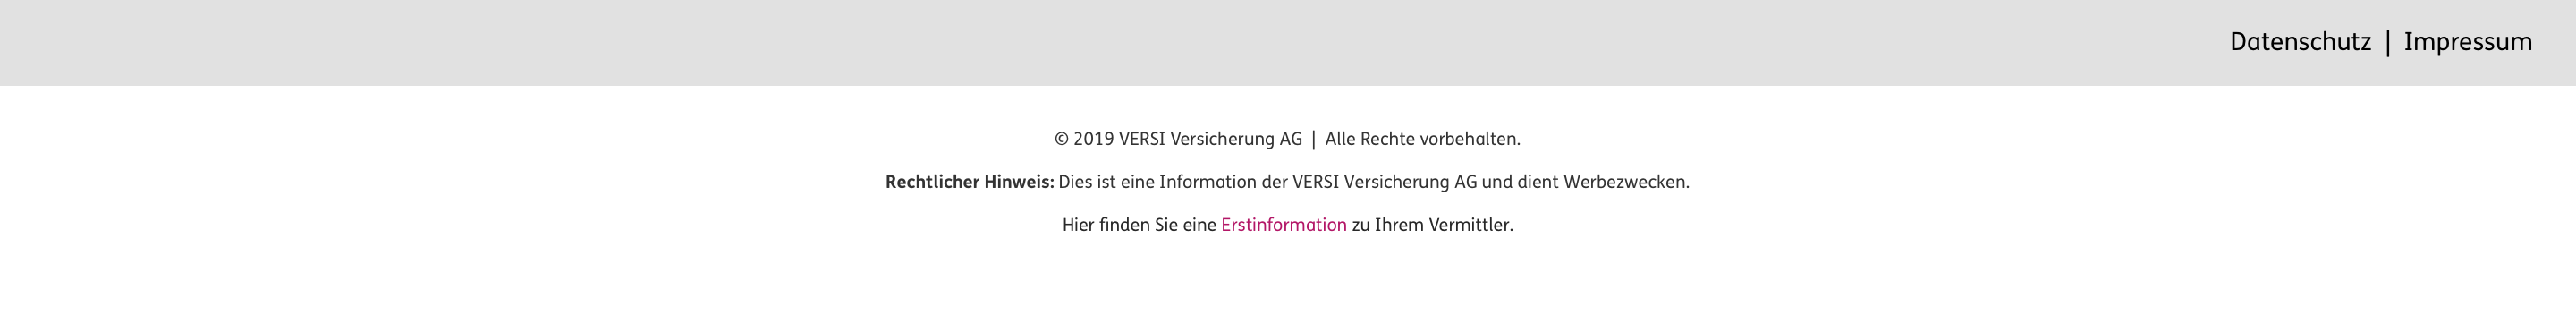 Datenschutz | Impressum
© 2019 VERSI Versicherung AG | Alle Rechte vorbehalten.
Rechtlicher Hinweis: Dies ist eine Information der VERSI Versicherung AG und dient Werbezwecken.
Hier finden Sie eine Erstinformation zu Ihrem Vermittler.